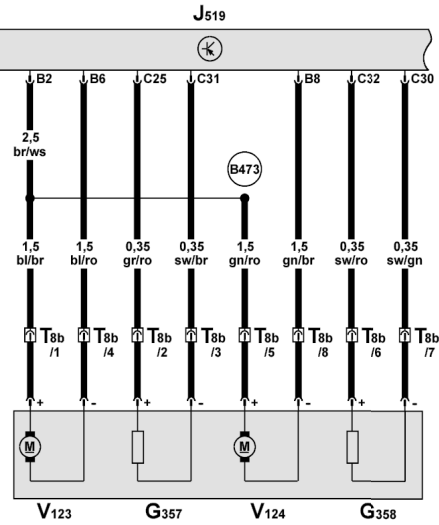 J519
B2 B6 C25 C31 B8 C32 C30
2,5
br/ws
B473
1,5 1,5 0,35 0,35 1,5 1,5 0,35 0,35
bl/br bl/ro gr/ro sw/br gn/ro gn/br sw/ro sw/gn
T8b T8b T8b T8b T8b T8b T8b T8b
/1 /4 /2 /3 /5 /8 /6 /7
+ - + - + - + -
M M
V123 G357 V124 G358